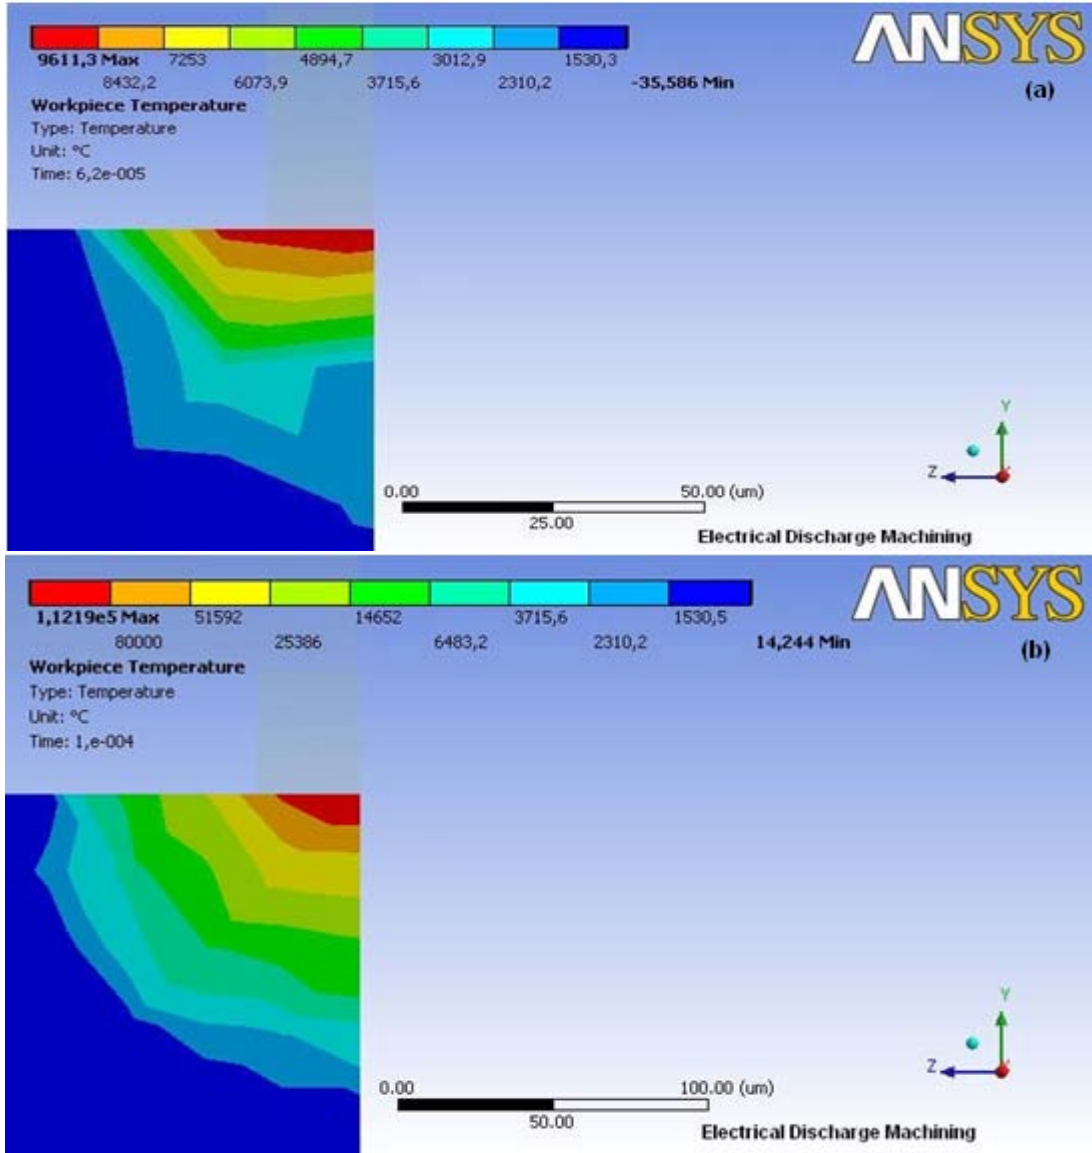 ANSYS
(a)
9611,3 Max 7253 4894,7 3012,9 1530,3
8432,2 6073,9 3715,6 2310,2 -35,586 Min
Workpiece Temperature
Type: Temperature
Unit: °C
Time: 6,2e-005
Y
Z
0.00 50.00 (um)
25.00
Electrical Discharge Machining
ANSYS
(b)
1,1219e5 Max 51592 14652 3715,6 1530,5
80000 25386 6483,2 2310,2 14,244 Min
Workpiece Temperature
Type: Temperature
Unit: °C
Time: 1,e-004
Y
Z
0.00 100.00 (um)
50.00
Electrical Discharge Machining